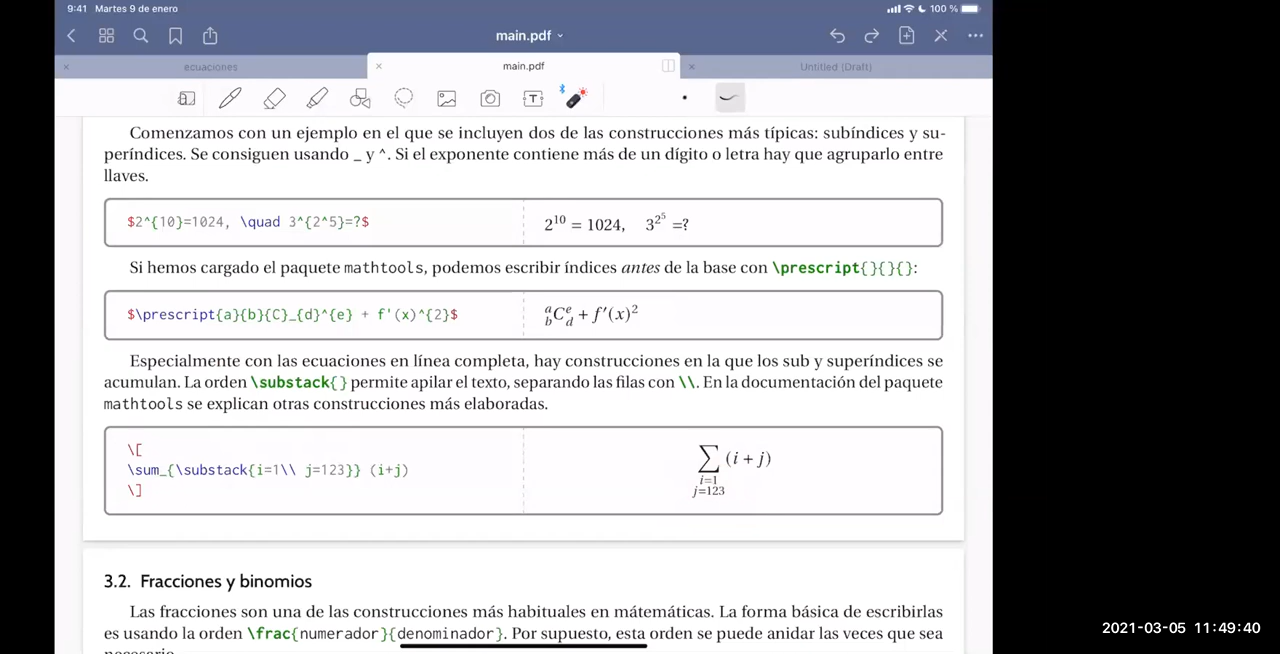 9:41 Martes 9 de enero
100 %
main.pdf
ecuaciones
main.pdf
Untitled (Draft)
Comenzamos con un ejemplo en el que se incluyen dos de las construcciones más típicas: subíndices y su-
períndices. Se consiguen usando _ y ^. Si el exponente contiene más de un dígito o letra hay que agruparlo entre
llaves.
$2^{10}=1024, \quad 3^{2^5}=?$
2¹⁰ = 1024, 3^{2^5} =?
Si hemos cargado el paquete mathtools, podemos escribir índices antes de la base con \prescript{}{}{}:
$\prescript{a}{b}{C}_{d}^{e} + f'(x)^{2}$
^a_b C^e_d + f′(x)²
Especialmente con las ecuaciones en línea completa, hay construcciones en la que los sub y superíndices se
acumulan. La orden \substack{} permite apilar el texto, separando las filas con \\. En la documentación del paquete
mathtools se explican otras construcciones más elaboradas.
\[
\sum_{\substack{i=1\\ j=123}} (i+j)
\]
∑ (i + j)
i=1
j=123
3.2. Fracciones y binomios
Las fracciones son una de las construcciones más habituales en mátemáticas. La forma básica de escribirlas
es usando la orden \frac{numerador}{denominador}. Por supuesto, esta orden se puede anidar las veces que sea
necesario.
2021-03-05 11:49:40